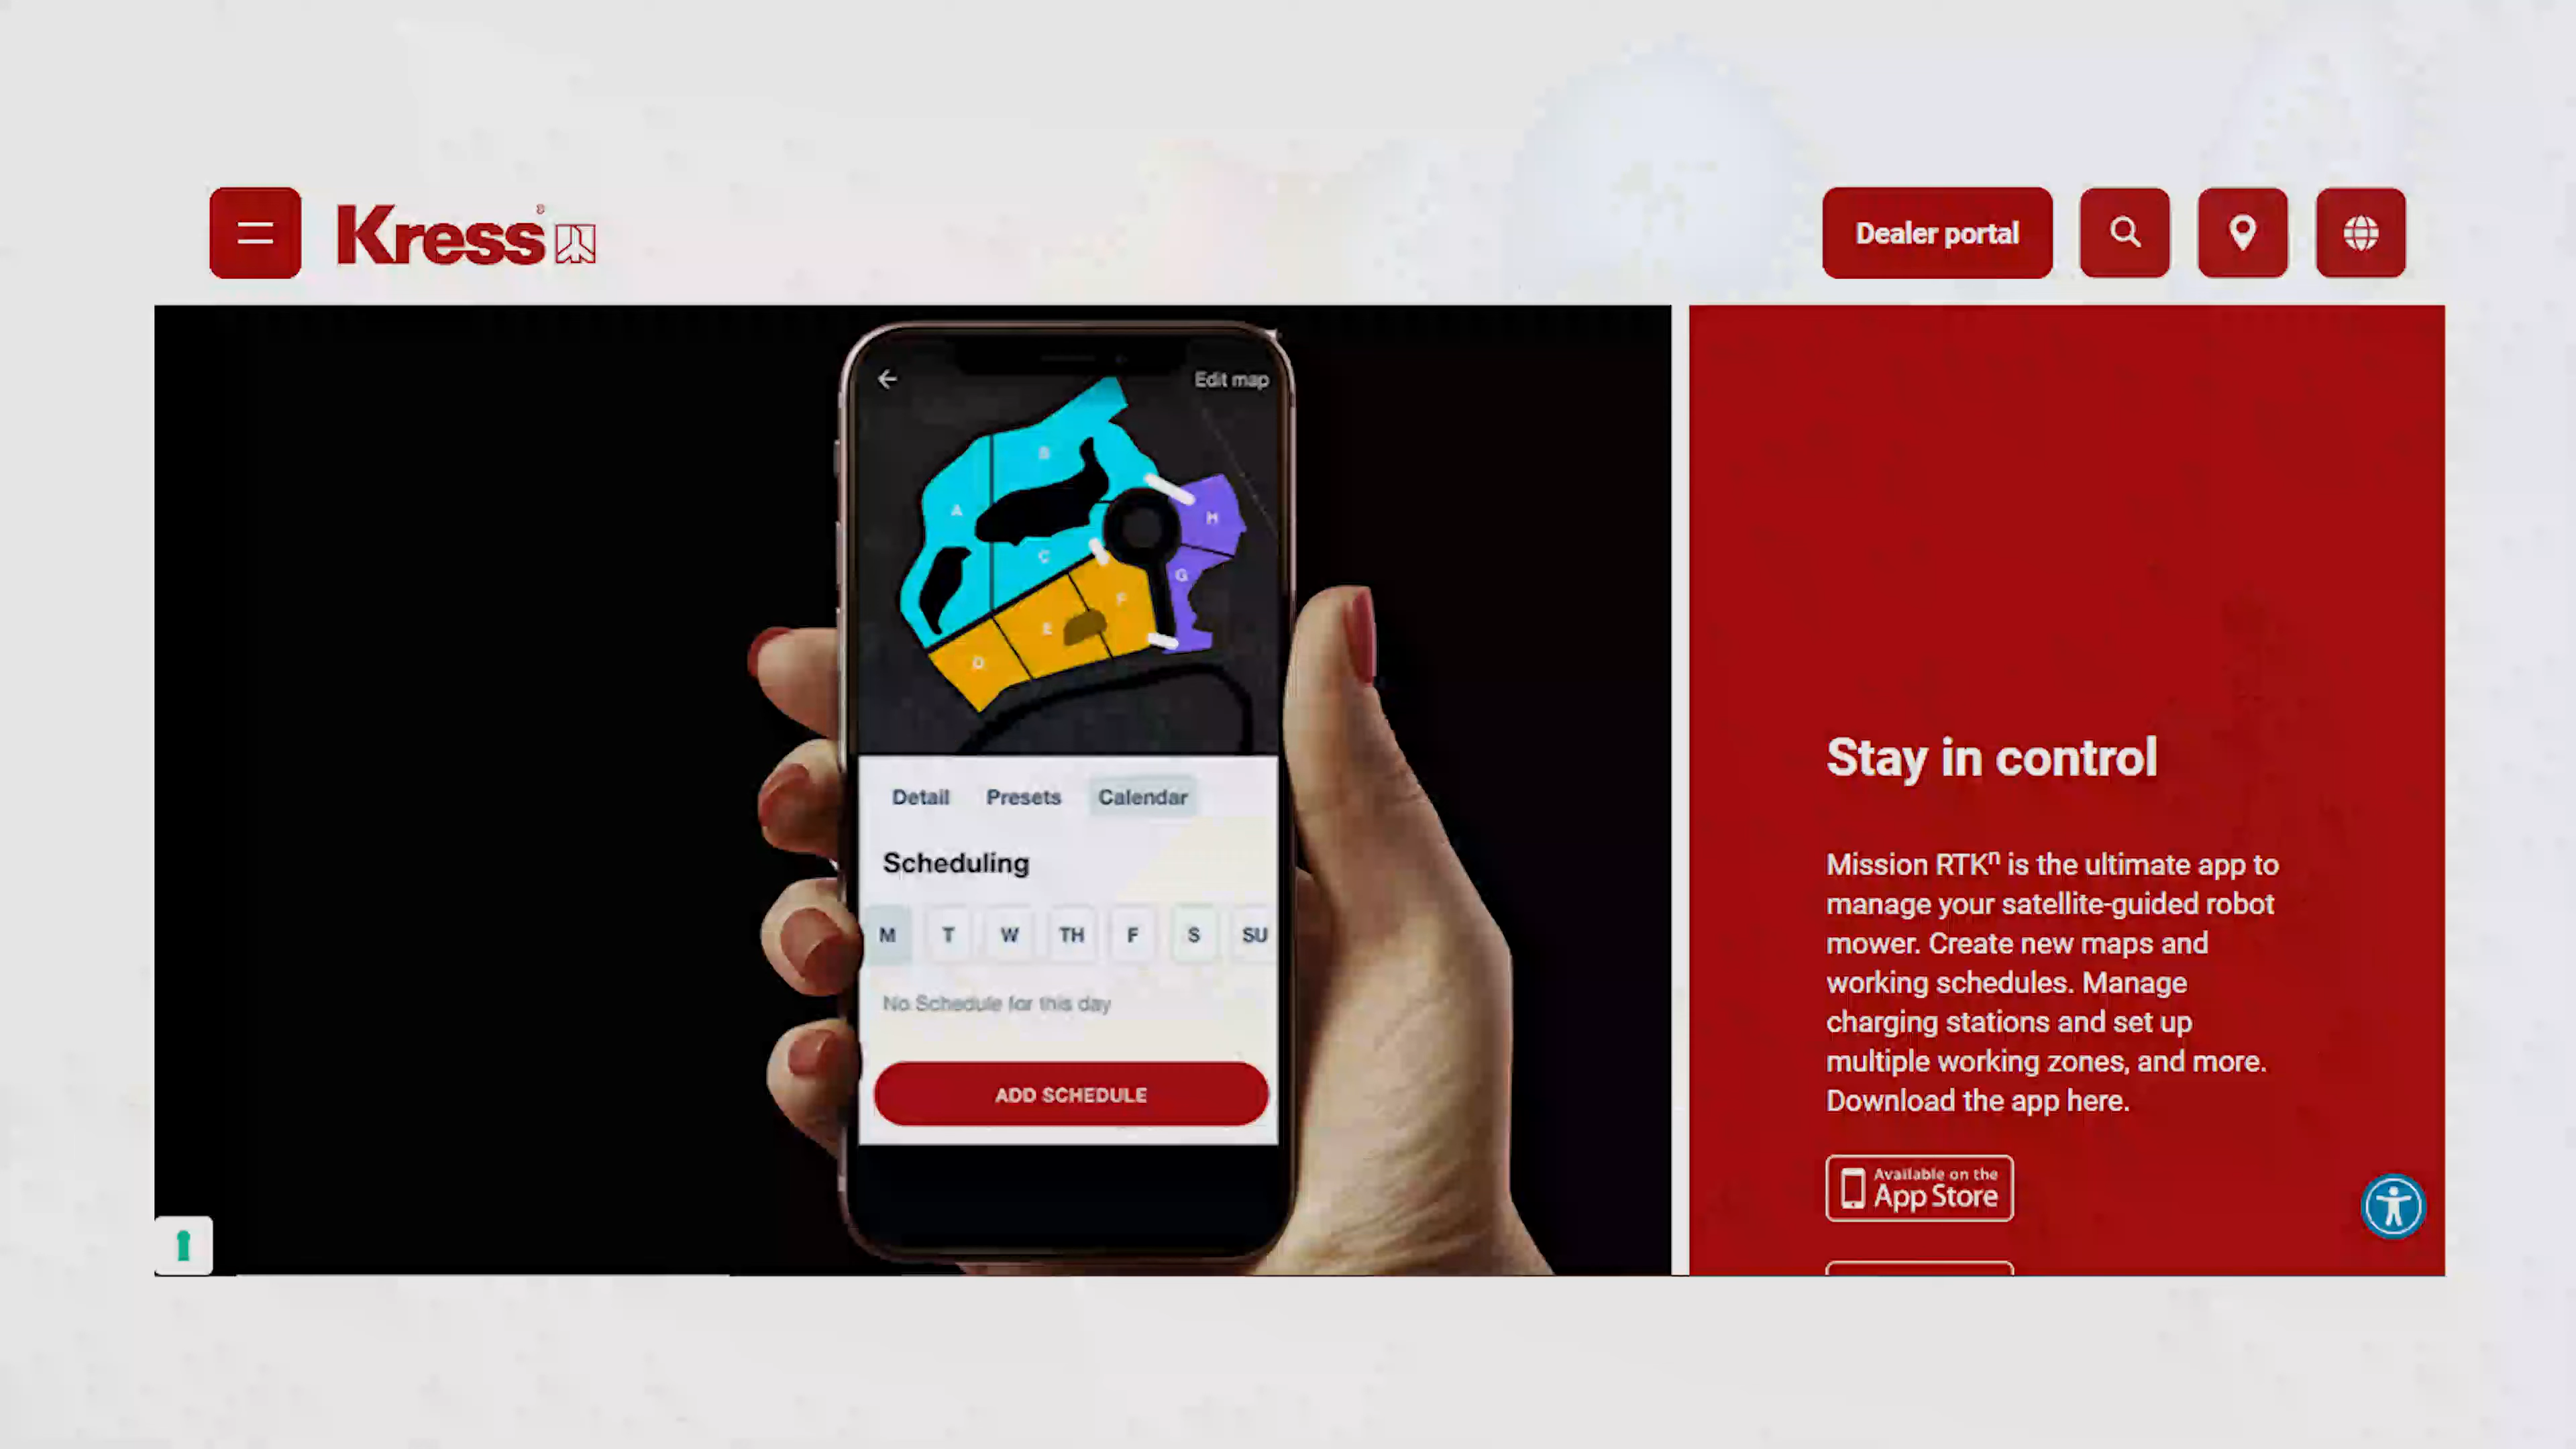 Kress®
Dealer portal
Edit map
B
A
H
C
G
F
E
D
Detail Presets Calendar
Scheduling
M T W TH F S SU
No Schedule for this day
ADD SCHEDULE
Stay in control
Mission RTKⁿ is the ultimate app to
manage your satellite-guided robot
mower. Create new maps and
working schedules. Manage
charging stations and set up
multiple working zones, and more.
Download the app here.
Available on the
App Store